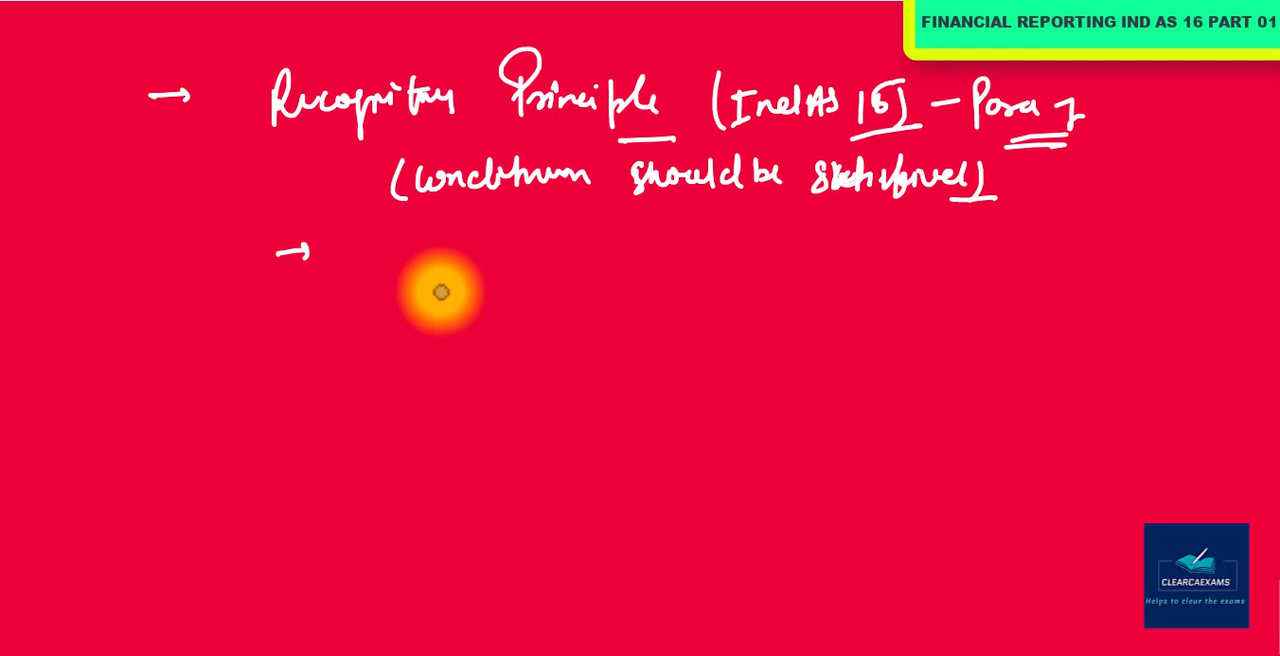 FINANCIAL REPORTING IND AS 16 PART 01
→ Recognition Principle (Ind AS 16) - Para 7
(Condition should be satisfied)
→
CLEARCAEXAMS
Helps to clear the exams